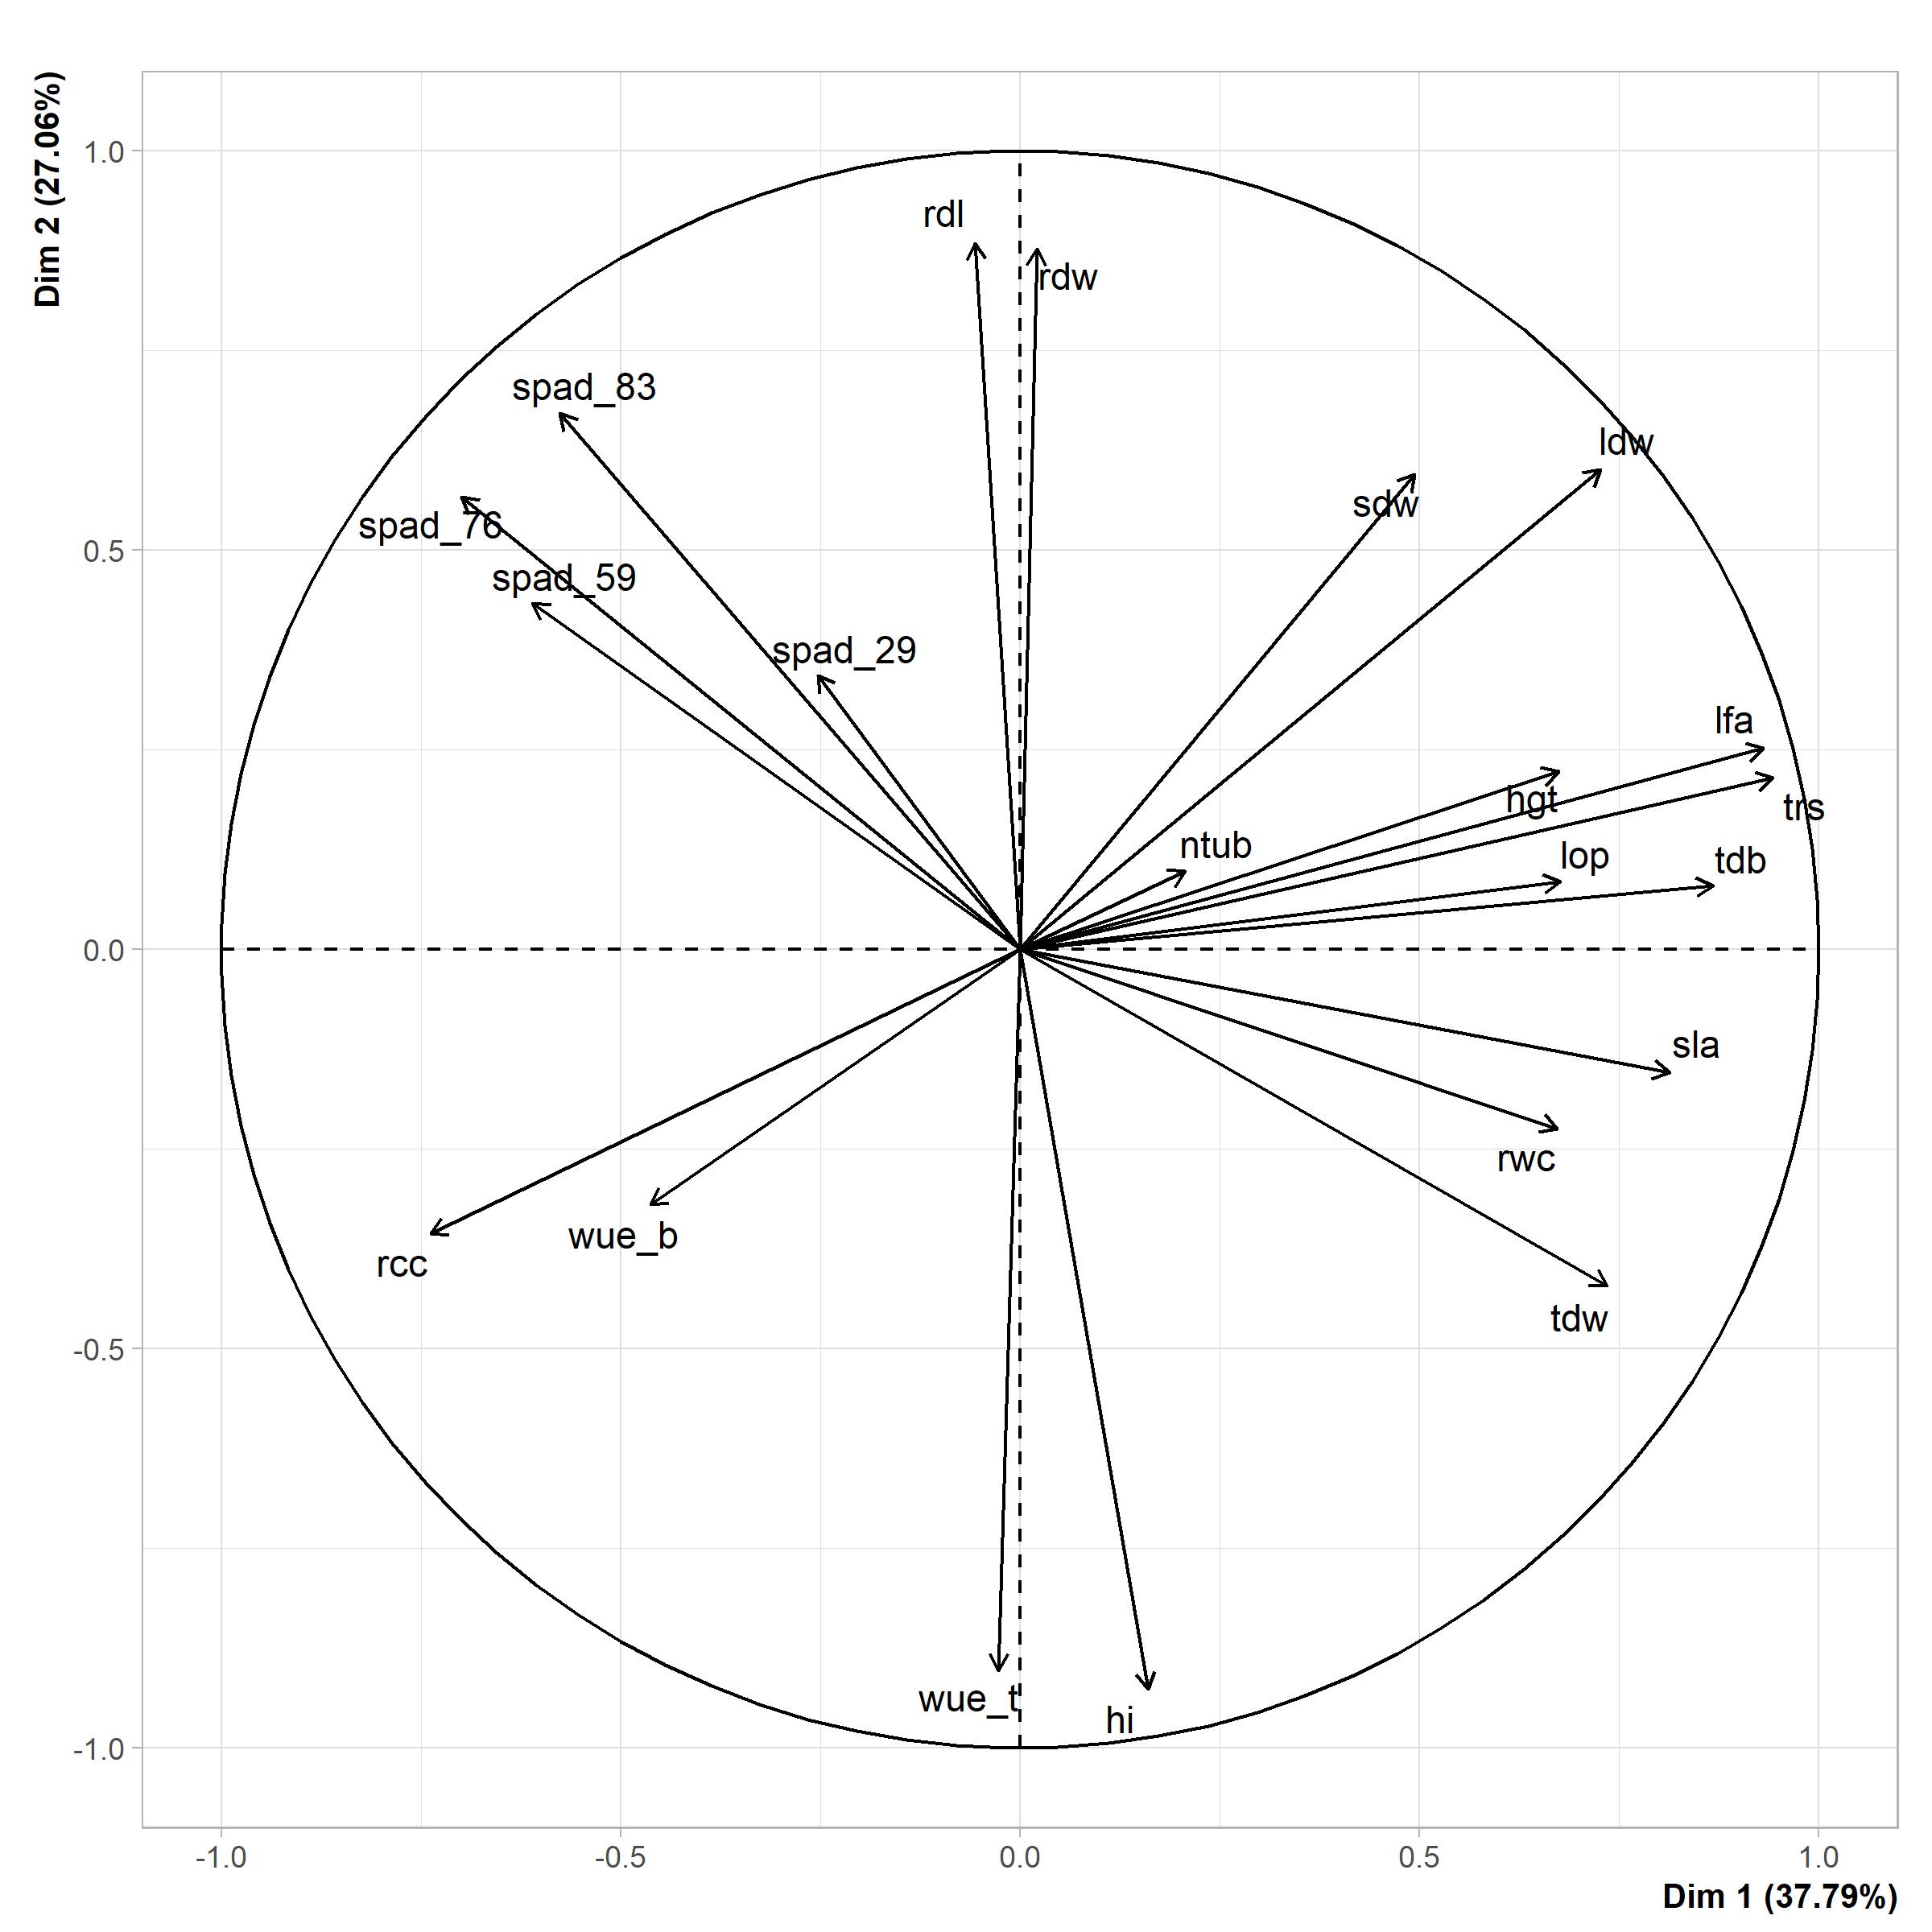 Dim 2 (27.06%)
1.0
0.5
0.0
-0.5
-1.0
rdl
rdw
spad_83
ldw
sdw
spad_76
spad_59
spad_29
lfa
hgt
trs
ntub
lop
tdb
sla
rwc
wue_b
rcc
tdw
wue_t
hi
-1.0
-0.5
0.0
0.5
1.0
Dim 1 (37.79%)